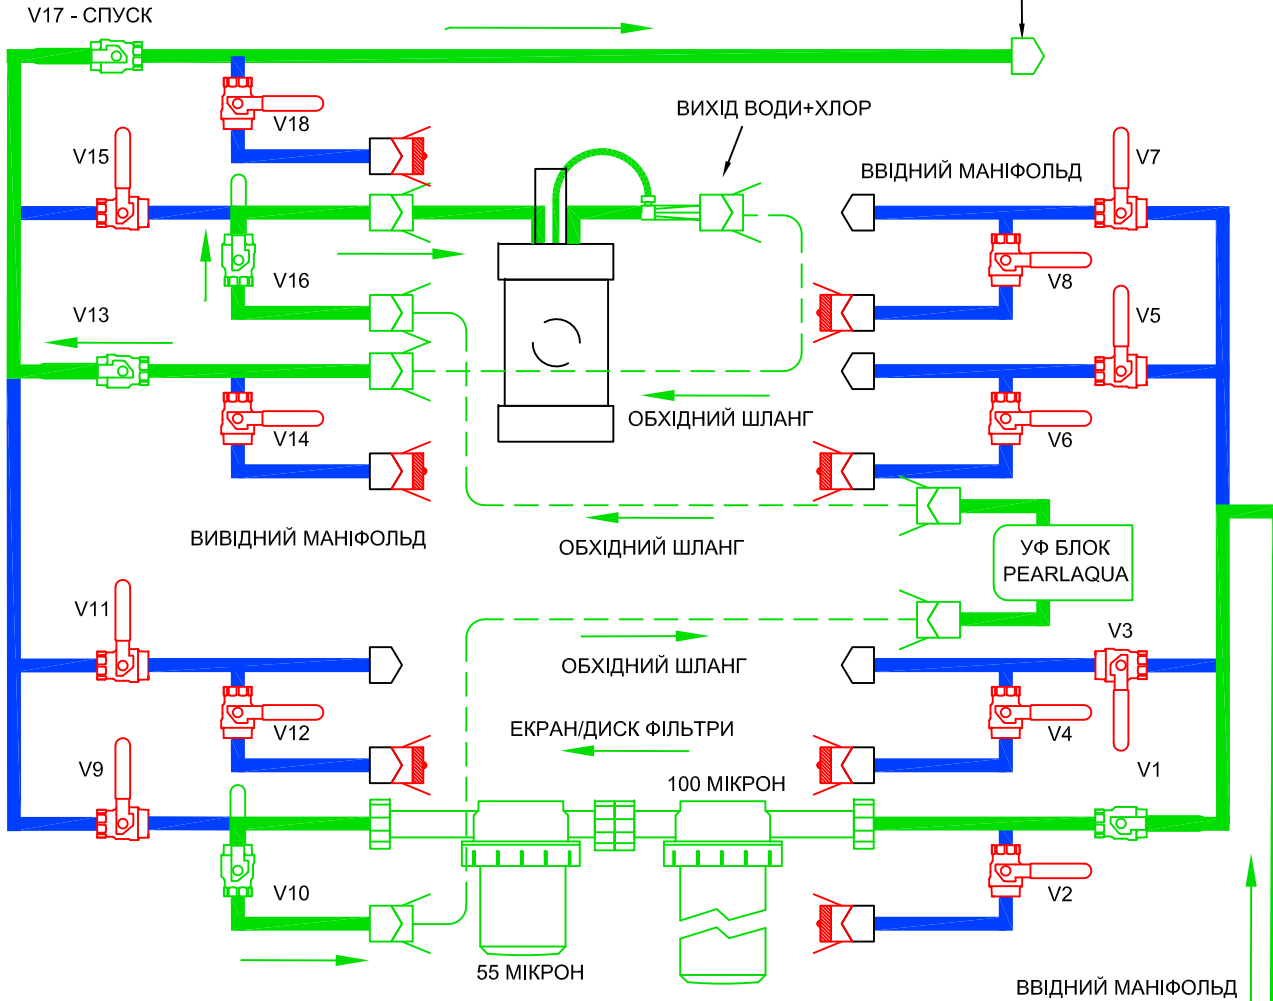 V17 - СПУСК
V18
ВИХІД ВОДИ+ХЛОР
V15
V7
ВВІДНИЙ МАНІФОЛЬД
V16
V8
V13
V5
ОБХІДНИЙ ШЛАНГ
V14
V6
ВИВІДНИЙ МАНІФОЛЬД
ОБХІДНИЙ ШЛАНГ
УФ БЛОК
PEARLAQUA
V11
V3
ОБХІДНИЙ ШЛАНГ
V12
ЕКРАН/ДИСК ФІЛЬТРИ
V4
V9
V1
100 МІКРОН
V10
V2
55 МІКРОН
ВВІДНИЙ МАНІФОЛЬД